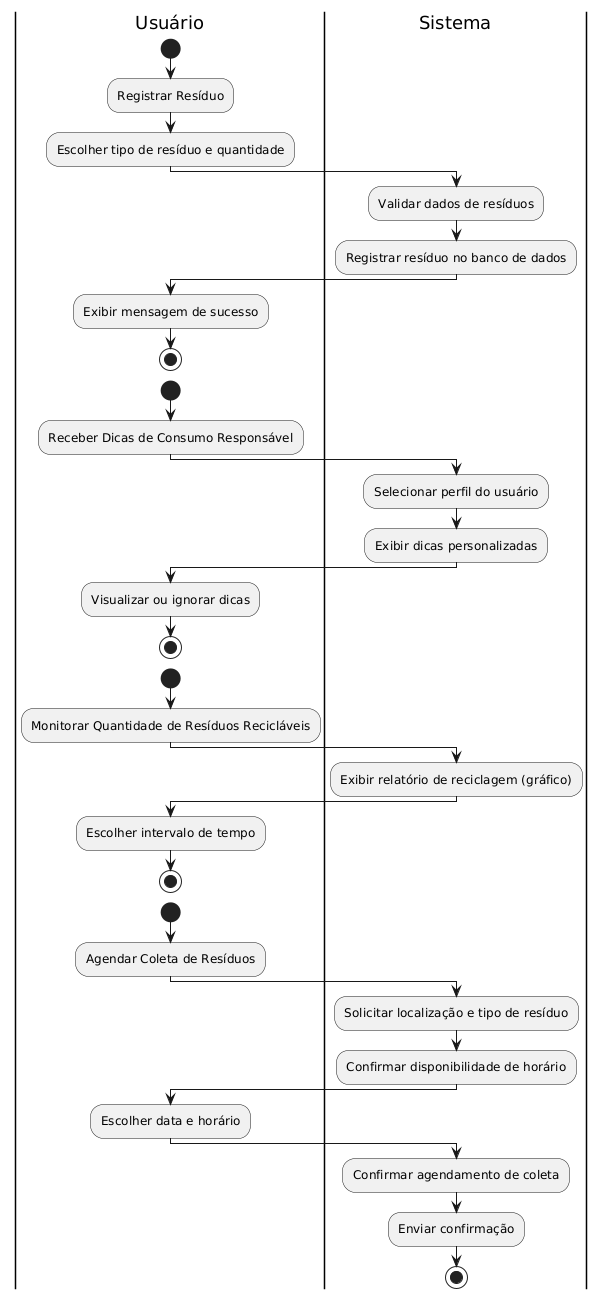 Usuário
Sistema
Registrar Resíduo
Escolher tipo de resíduo e quantidade
Validar dados de resíduos
Registrar resíduo no banco de dados
Exibir mensagem de sucesso
Receber Dicas de Consumo Responsável
Selecionar perfil do usuário
Exibir dicas personalizadas
Visualizar ou ignorar dicas
Monitorar Quantidade de Resíduos Recicláveis
Exibir relatório de reciclagem (gráfico)
Escolher intervalo de tempo
Agendar Coleta de Resíduos
Solicitar localização e tipo de resíduo
Confirmar disponibilidade de horário
Escolher data e horário
Confirmar agendamento de coleta
Enviar confirmação